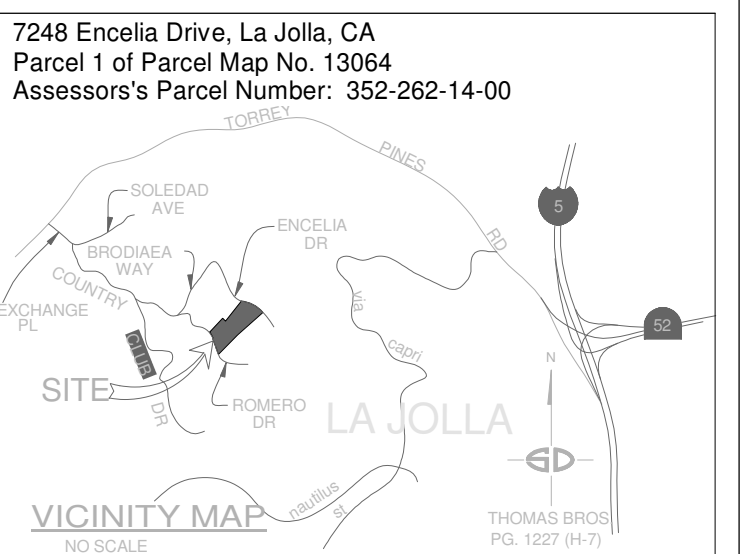 7248 Encelia Drive, La Jolla, CA
Parcel 1 of Parcel Map No. 13064
Assessors's Parcel Number: 352-262-14-00
TORREY
PINES
RD
SOLEDAD
AVE
ENCELIA
DR
BRODIAEA
WAY
5
COUNTRY
EXCHANGE
PL
via
capri
52
CLUB
N
SITE
DR
ROMERO
DR
LA JOLLA
SD
nautilus
st
VICINITY MAP
NO SCALE
THOMAS BROS
PG. 1227 (H-7)